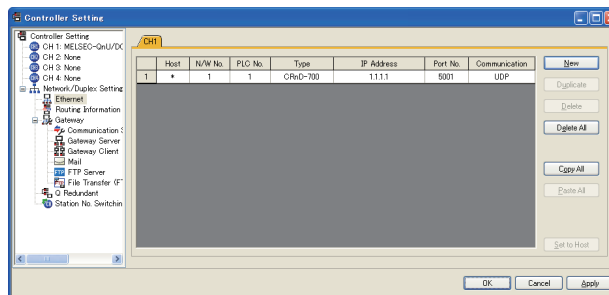 Controller Setting
Controller Setting
CH 1: MELSEC-QnU/DC
CH 2: None
CH 3: None
CH 4: None
Network/Duplex Setting
Ethernet
Routing Information
Gateway
Communication S
Gateway Server
Gateway Client
Mail
FTP Server
File Transfer (F
Q Redundant
Station No. Switchin
CH1
Host N/W No. PLC No. Type IP Address Port No. Communication
1 * 1 1 CRnD-700 1.1.1.1 5001 UDP
New
Duplicate
Delete
Delete All
Copy All
Paste All
Set to Host
OK Cancel Apply